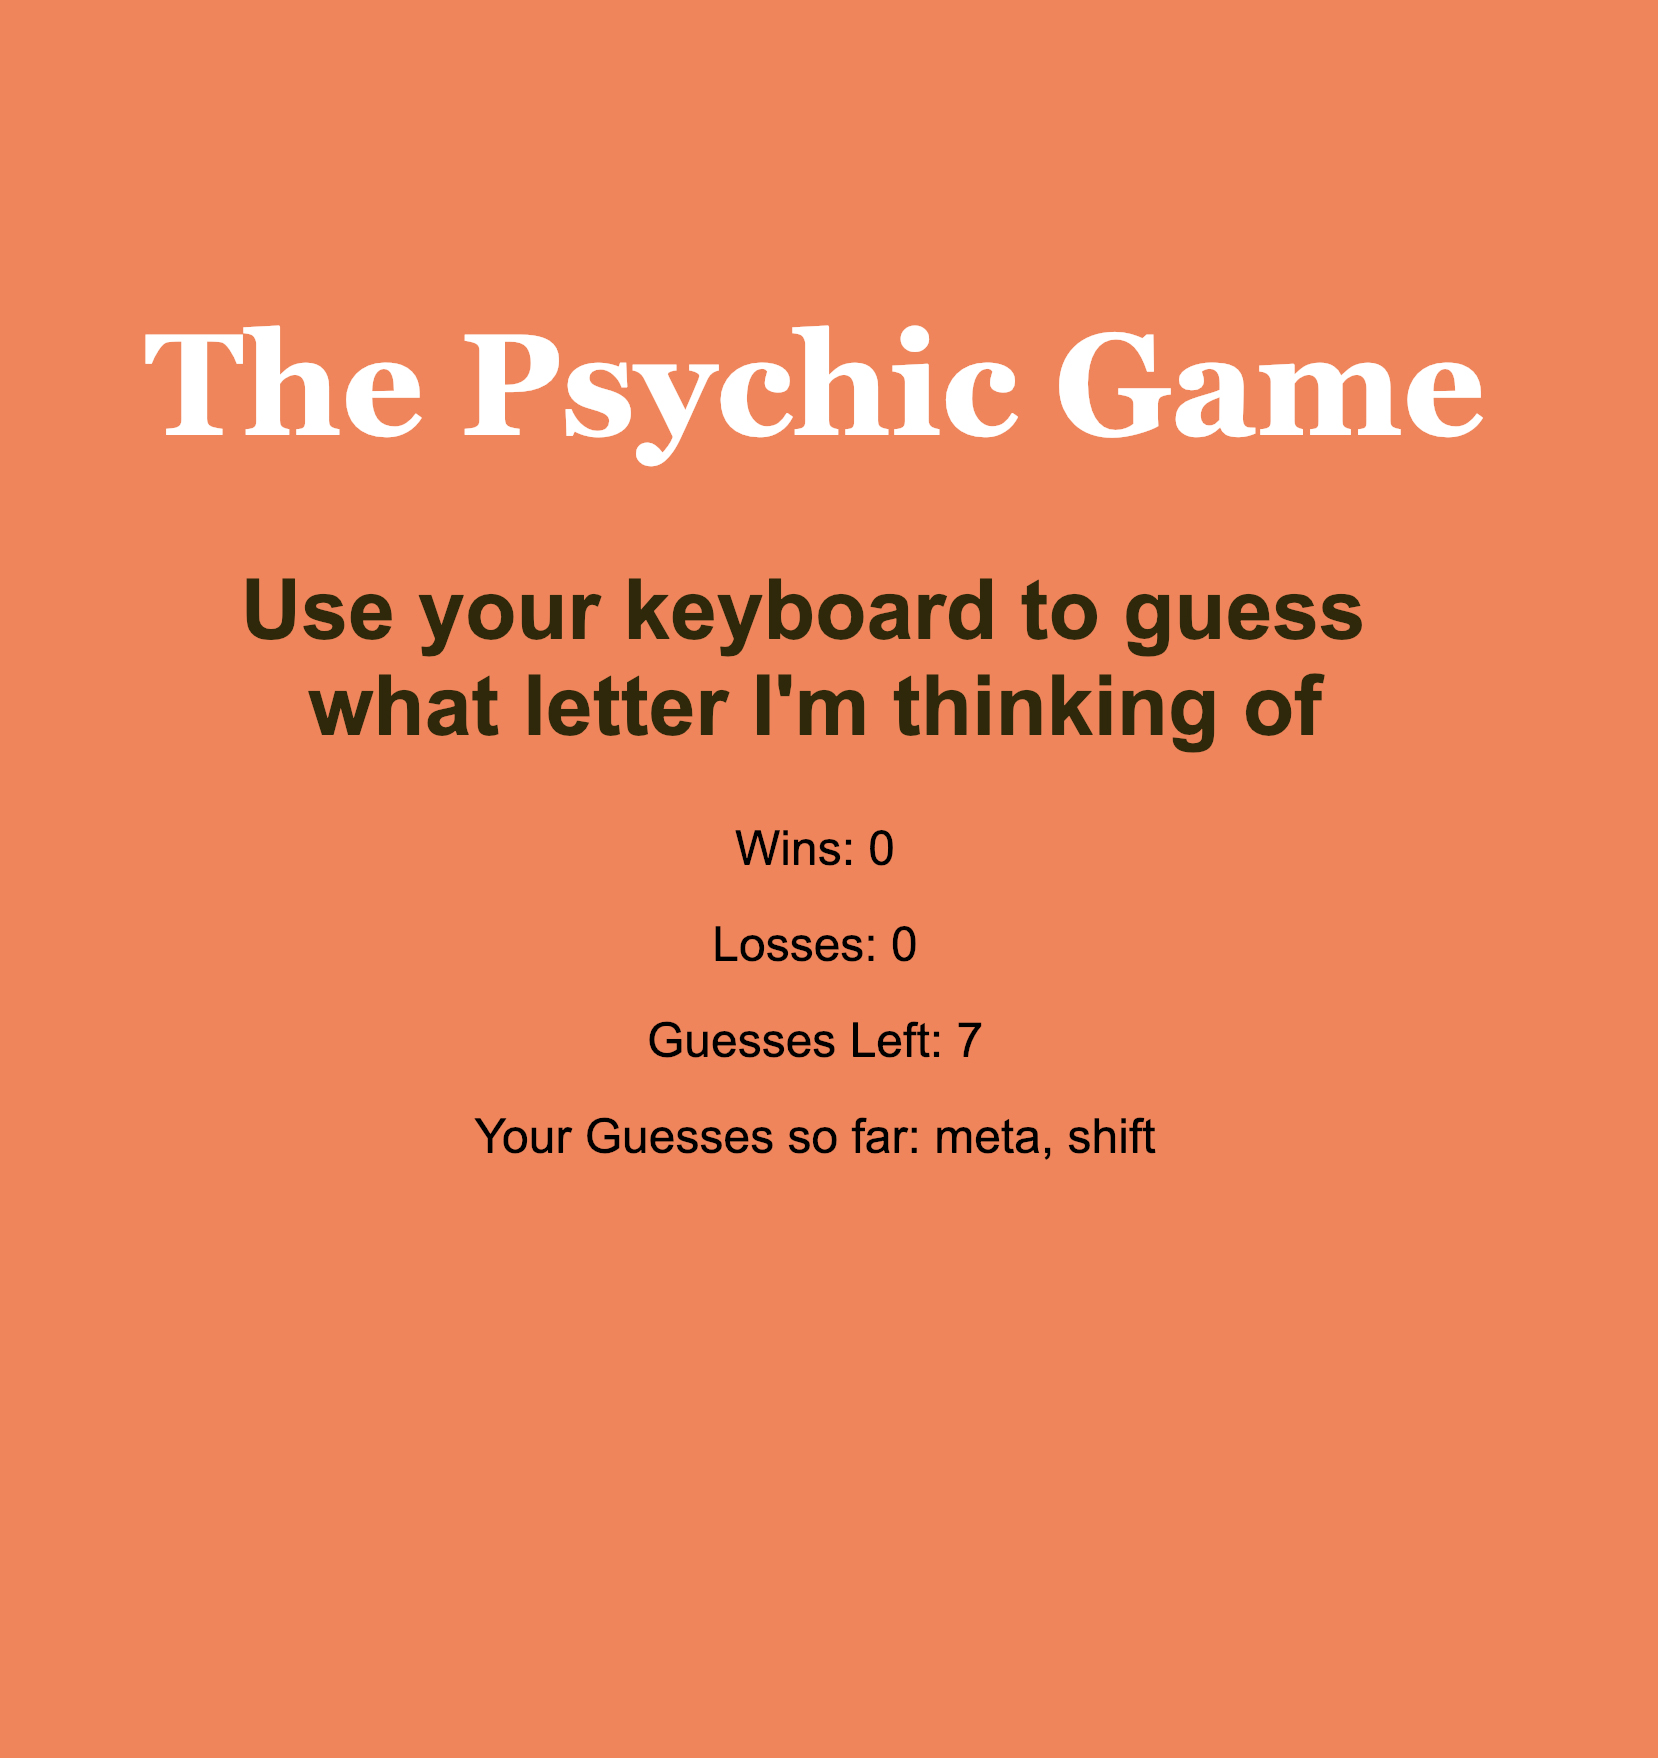 The Psychic Game
Use your keyboard to guess
what letter I'm thinking of
Wins: 0
Losses: 0
Guesses Left: 7
Your Guesses so far: meta, shift